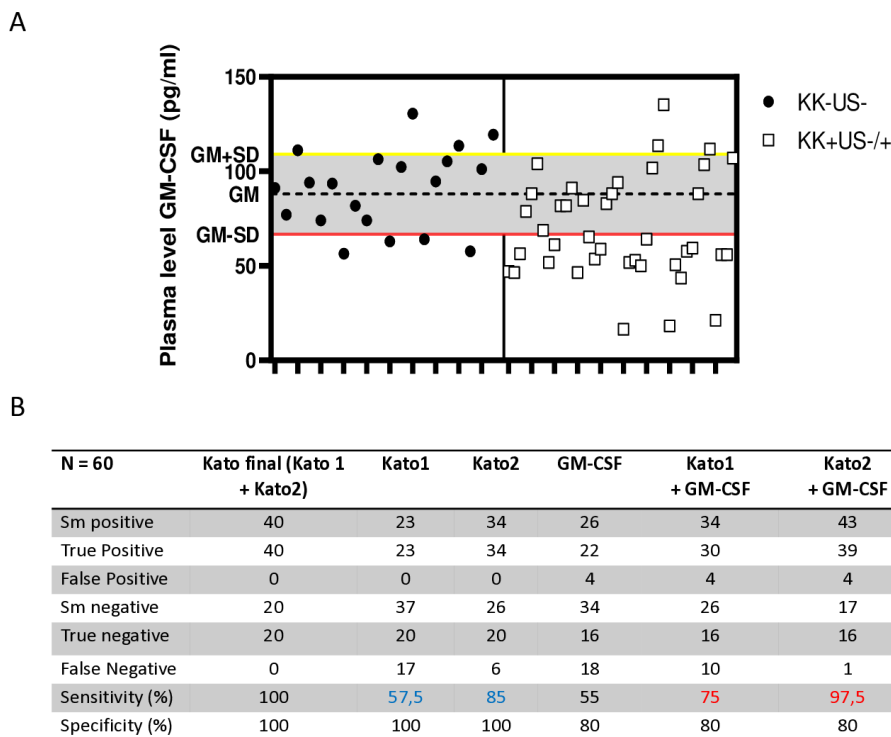 A
Plasma level GM-CSF (pg/ml)
150
GM+SD
100
GM
GM-SD
50
0
KK-US-
KK+US-/+
B
N = 60 Kato final (Kato 1 + Kato2) Kato1 Kato2 GM-CSF Kato1 + GM-CSF Kato2 + GM-CSF
Sm positive 40 23 34 26 34 43
True Positive 40 23 34 22 30 39
False Positive 0 0 0 4 4 4
Sm negative 20 37 26 34 26 17
True negative 20 20 20 16 16 16
False Negative 0 17 6 18 10 1
Sensitivity (%) 100 57,5 85 55 75 97,5
Specificity (%) 100 100 100 80 80 80